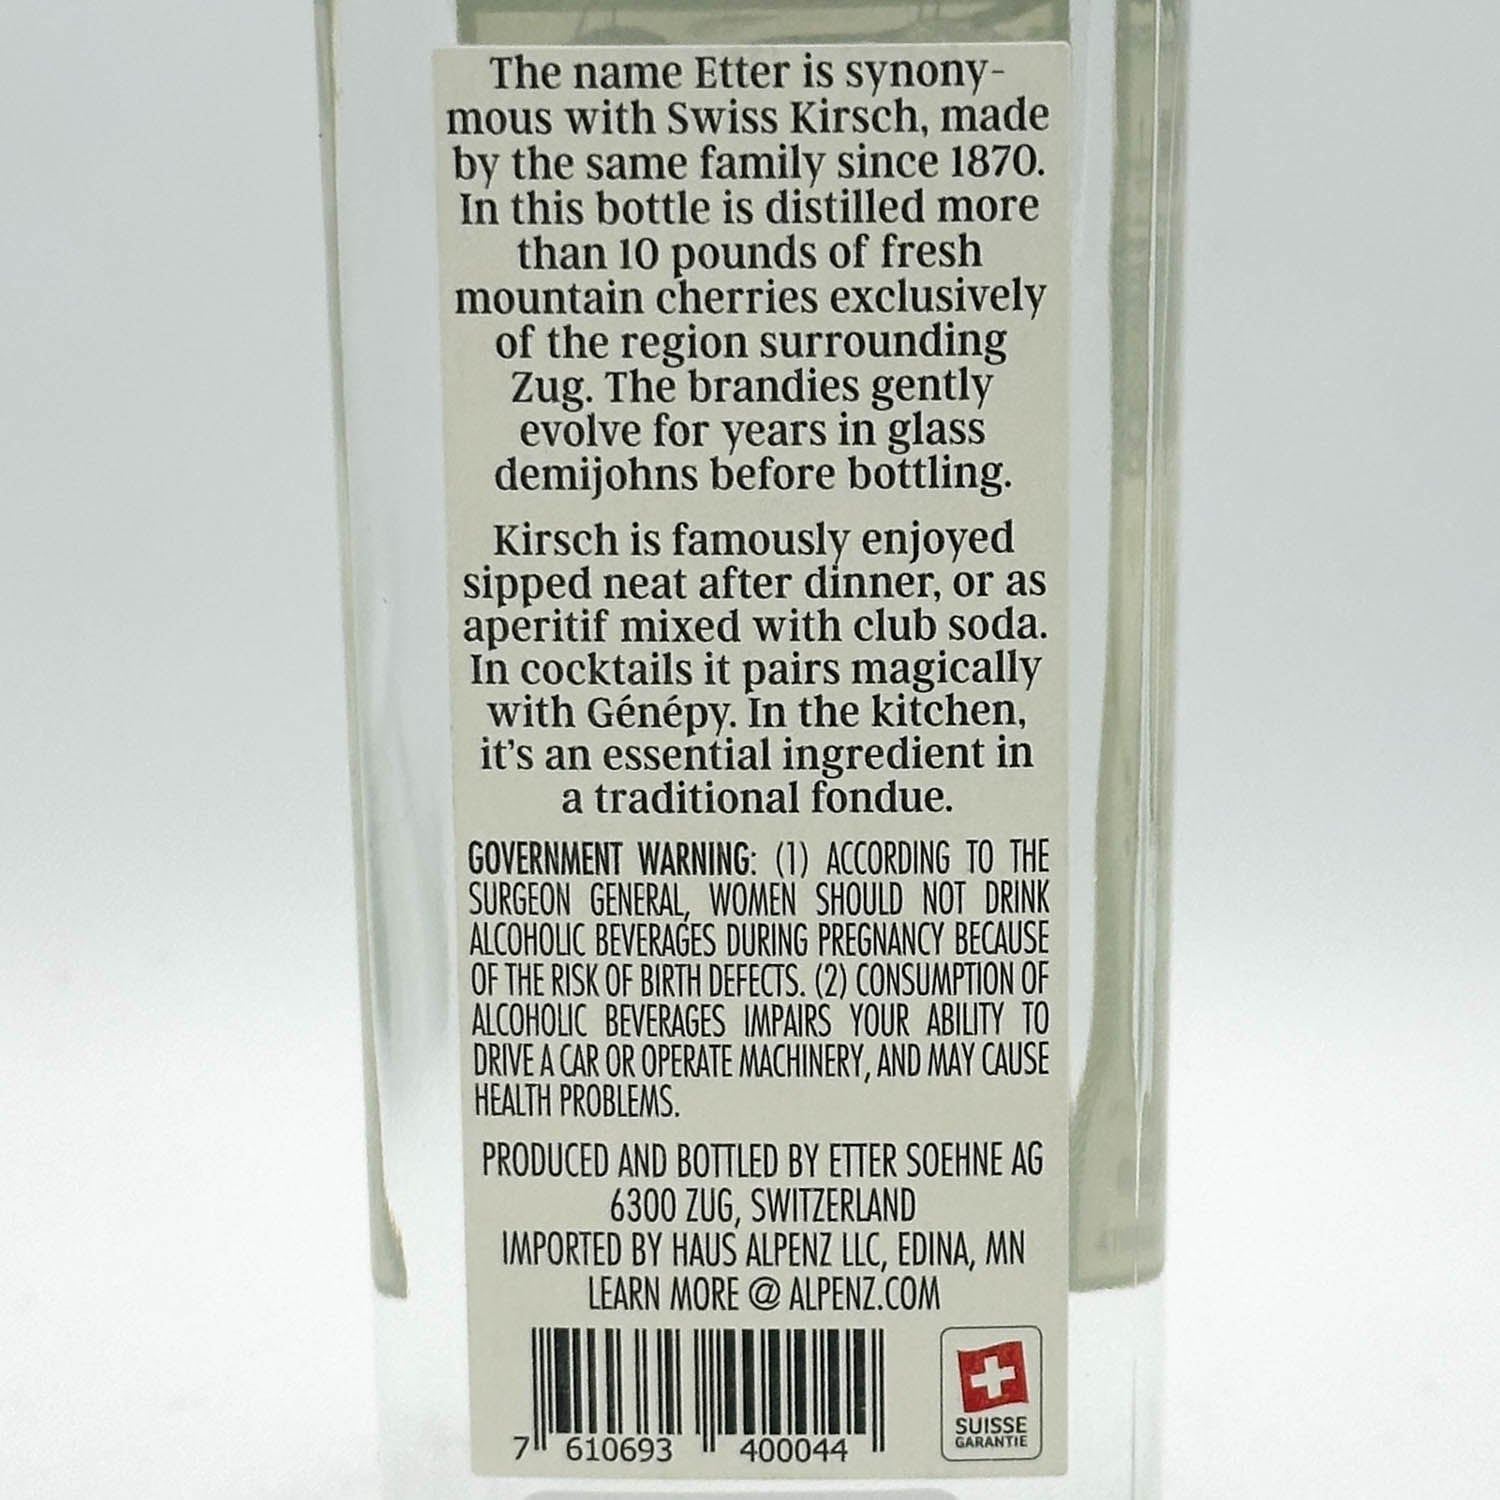 The name Etter is synony-
mous with Swiss Kirsch, made
by the same family since 1870.
In this bottle is distilled more
than 10 pounds of fresh
mountain cherries exclusively
of the region surrounding
Zug. The brandies gently
evolve for years in glass
demijohns before bottling.
Kirsch is famously enjoyed
sipped neat after dinner, or as
aperitif mixed with club soda.
In cocktails it pairs magically
with Génépy. In the kitchen,
it's an essential ingredient in
a traditional fondue.
GOVERNMENT WARNING: (1) ACCORDING TO THE
SURGEON GENERAL, WOMEN SHOULD NOT DRINK
ALCOHOLIC BEVERAGES DURING PREGNANCY BECAUSE
OF THE RISK OF BIRTH DEFECTS. (2) CONSUMPTION OF
ALCOHOLIC BEVERAGES IMPAIRS YOUR ABILITY TO
DRIVE A CAR OR OPERATE MACHINERY, AND MAY CAUSE
HEALTH PROBLEMS.
PRODUCED AND BOTTLED BY ETTER SOEHNE AG
6300 ZUG, SWITZERLAND
IMPORTED BY HAUS ALPENZ LLC, EDINA, MN
LEARN MORE @ ALPENZ.COM
7 610693 400044
SUISSE
GARANTIE